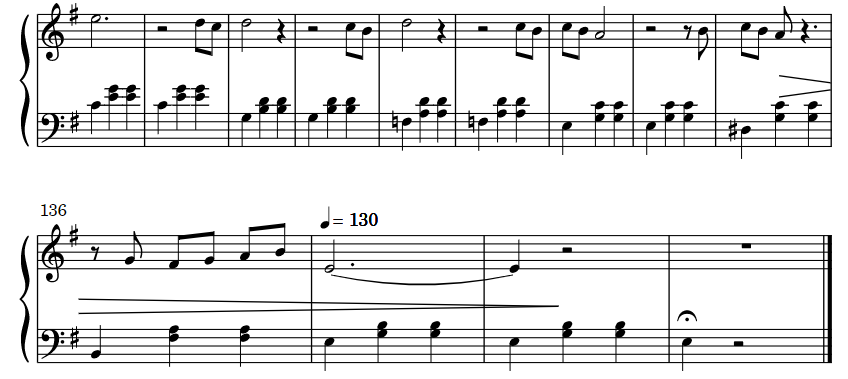 136
♩ = 130